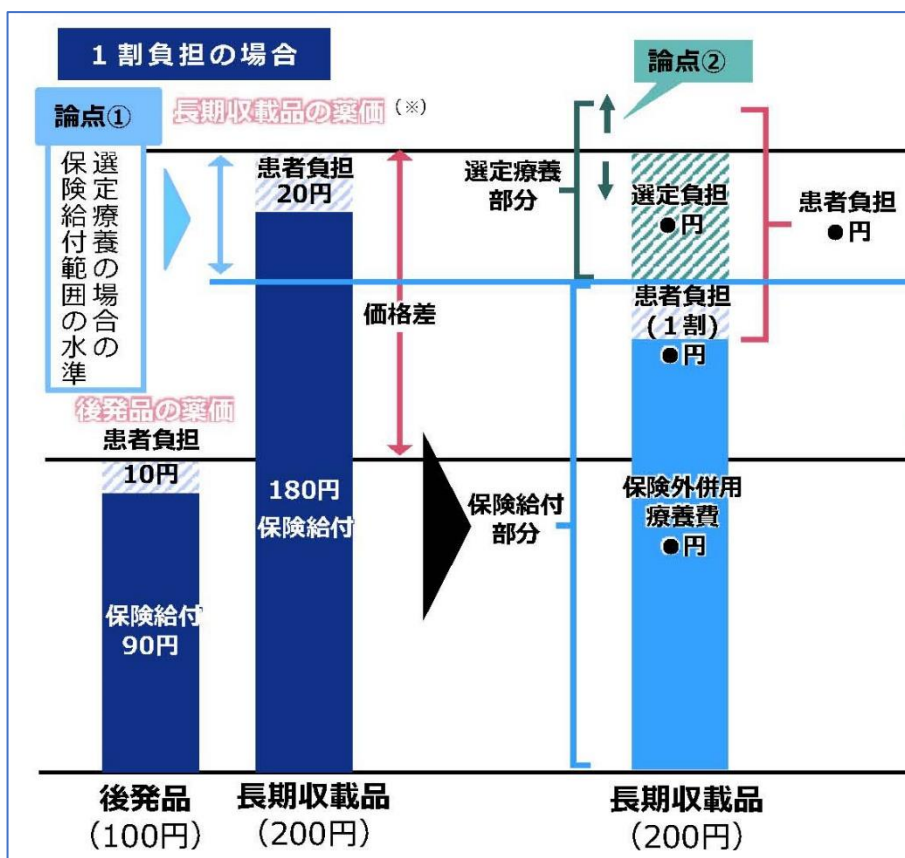 1割負担の場合
論点①
選定療養の場合の
保険給付範囲の水準
長期収載品の薬価(※)
患者負担
20円
価格差
180円
保険給付
後発品の薬価
患者負担
10円
保険給付
90円
後発品
(100円)
長期収載品
(200円)
論点②
選定療養
部分
選定負担
●円
患者負担
●円
患者負担
(1割)
●円
保険給付
部分
保険外併用
療養費
●円
長期収載品
(200円)